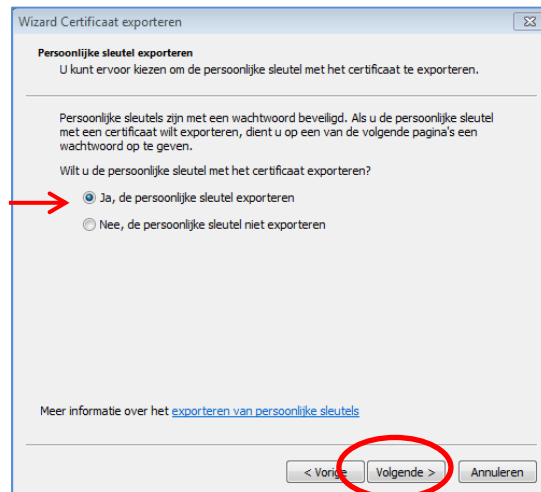 Wizard Certificaat exporteren
Persoonlijke sleutel exporteren
U kunt ervoor kiezen om de persoonlijke sleutel met het certificaat te exporteren.
Persoonlijke sleutels zijn met een wachtwoord beveiligd. Als u de persoonlijke sleutel
met een certificaat wilt exporteren, dient u op een van de volgende pagina's een
wachtwoord op te geven.
Wilt u de persoonlijke sleutel met het certificaat exporteren?
Ja, de persoonlijke sleutel exporteren
Nee, de persoonlijke sleutel niet exporteren
Meer informatie over het exporteren van persoonlijke sleutels
< Vorige Volgende > Annuleren